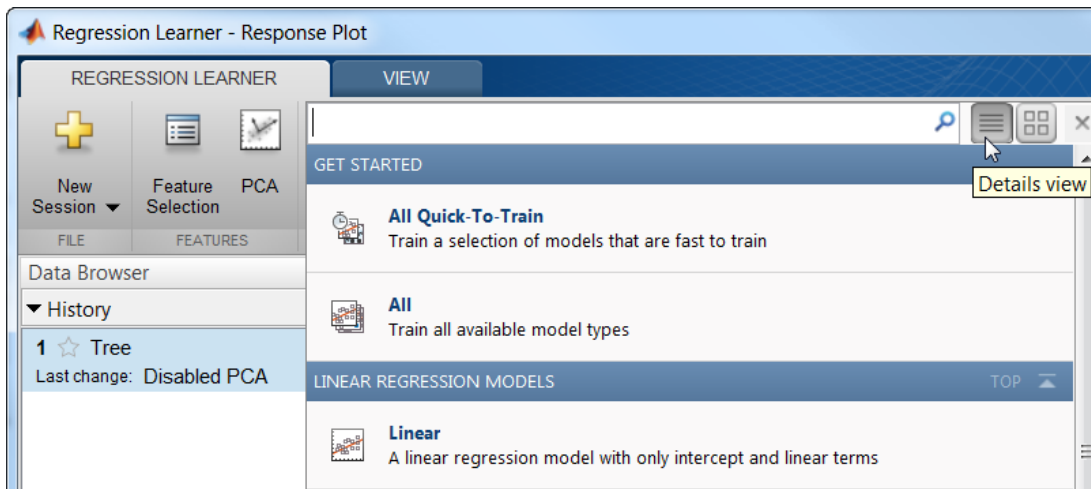 Regression Learner - Response Plot
REGRESSION LEARNER
VIEW
New
Session
Feature
Selection
PCA
FILE
FEATURES
GET STARTED
Details view
All Quick-To-Train
Train a selection of models that are fast to train
All
Train all available model types
LINEAR REGRESSION MODELS
TOP
Linear
A linear regression model with only intercept and linear terms
Data Browser
History
1 Tree
Last change: Disabled PCA